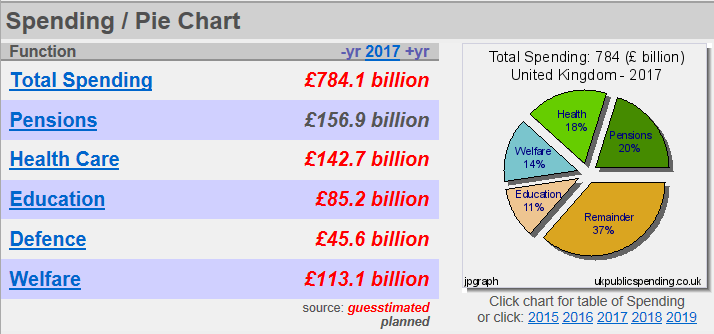 Spending / Pie Chart
Function -yr 2017 +yr
Total Spending £784.1 billion
Pensions £156.9 billion
Health Care £142.7 billion
Education £85.2 billion
Defence £45.6 billion
Welfare £113.1 billion
source: guesstimated
planned
Total Spending: 784 (£ billion)
United Kingdom - 2017
Health
18%
Pensions
20%
Welfare
14%
Education
11%
Remainder
37%
jpgraph ukpublicspending.co.uk
Click chart for table of Spending
or click: 2015 2016 2017 2018 2019